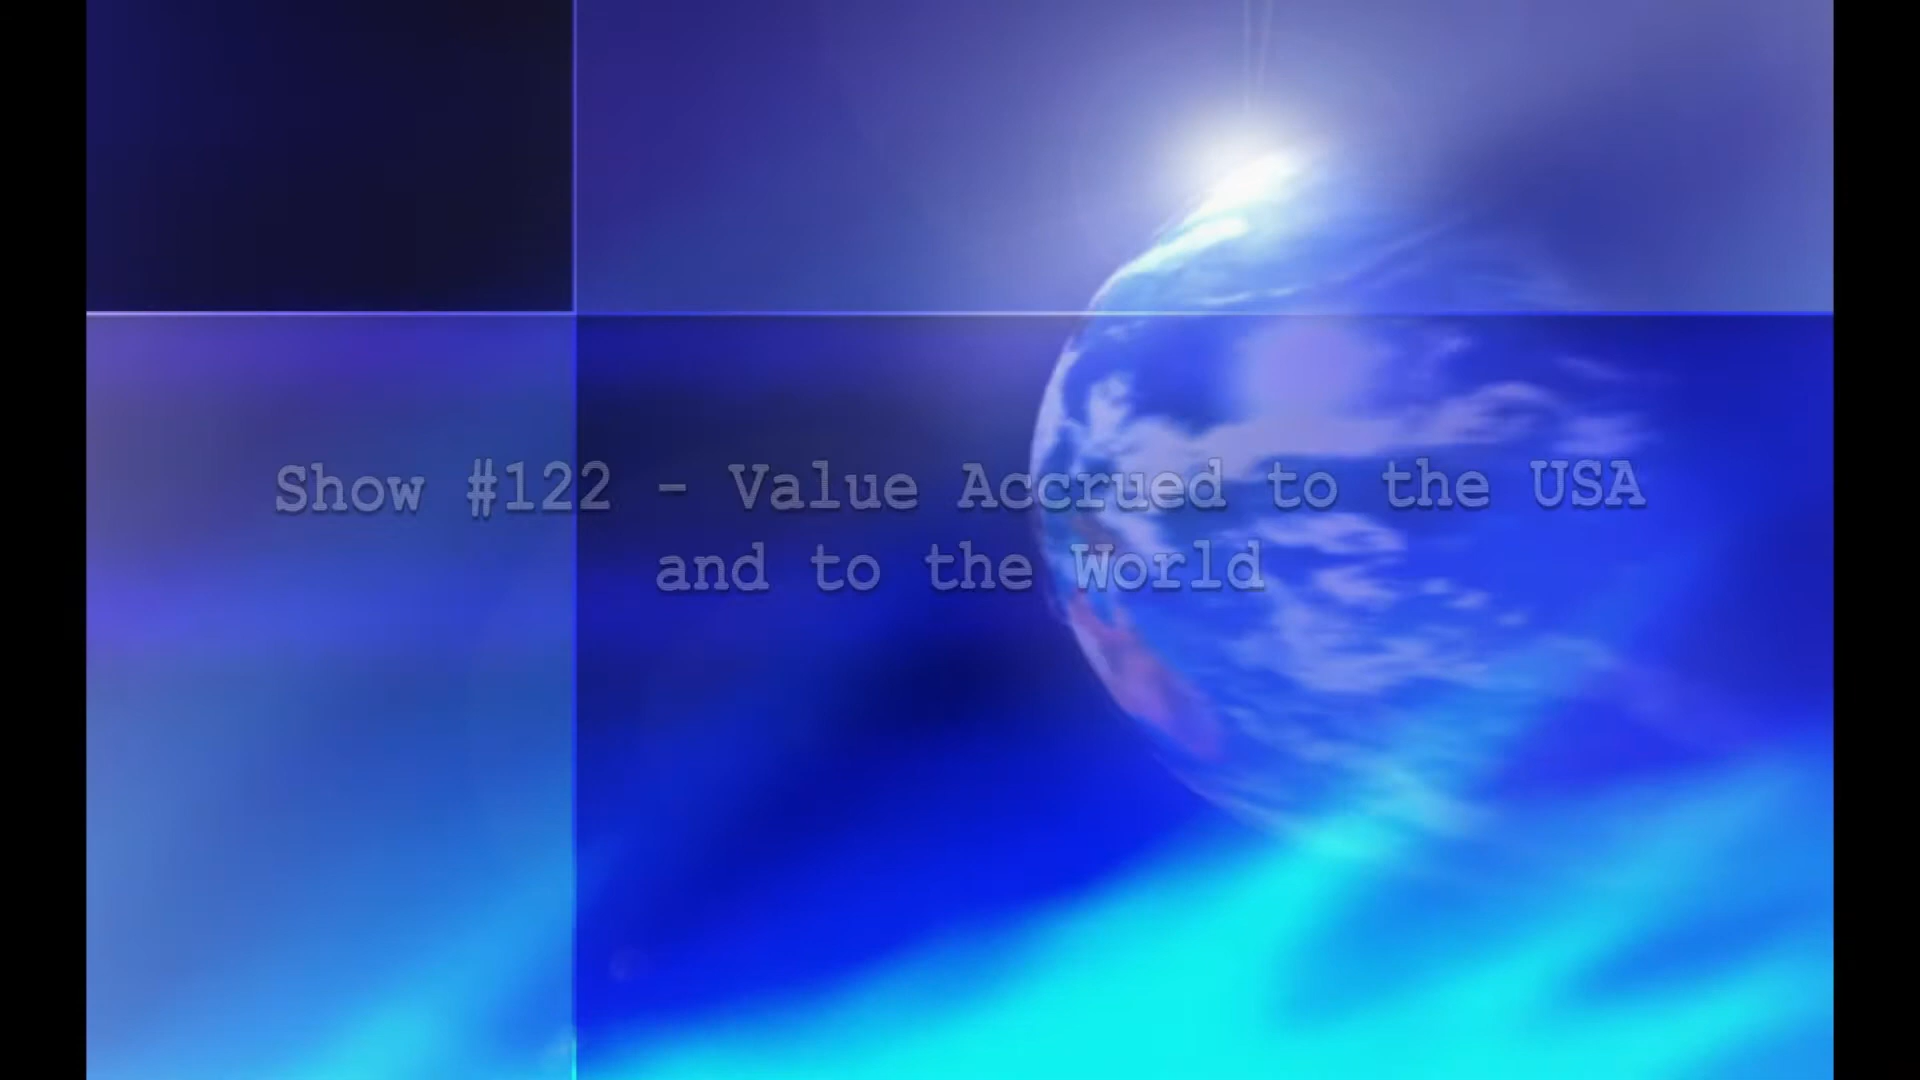 Show #122 - Value Accrued to the USA
and to the World